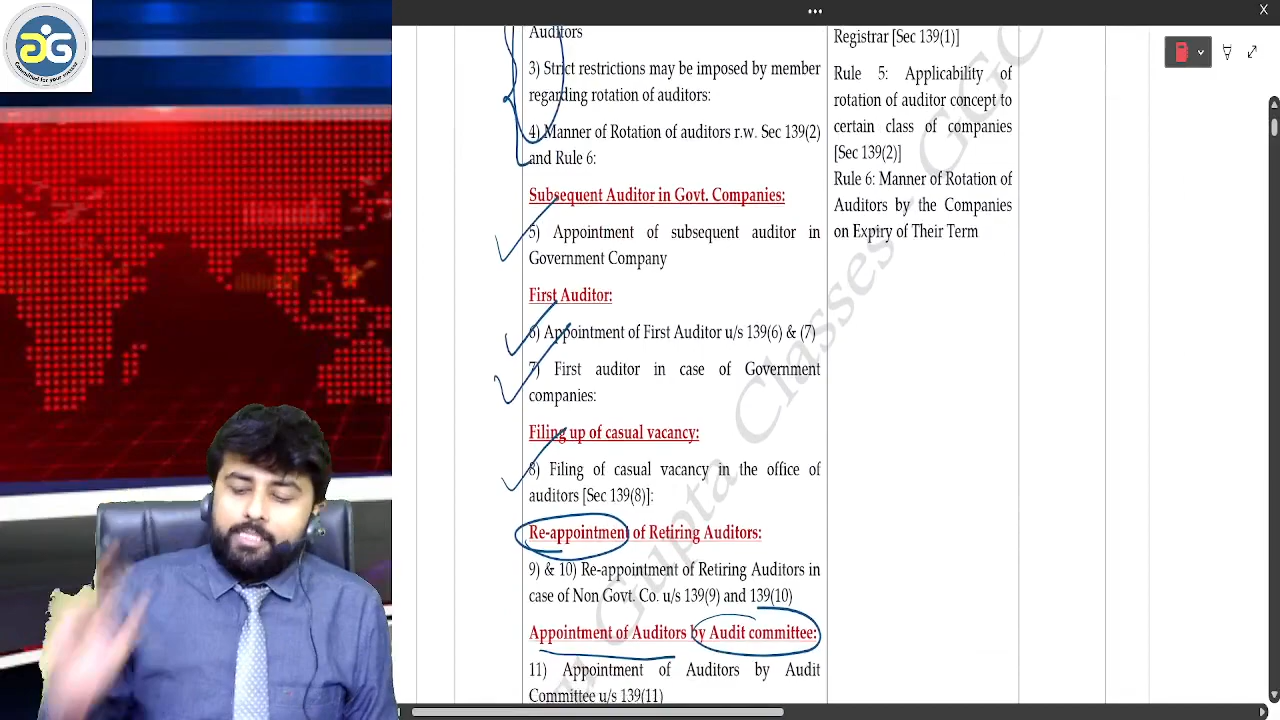 Auditors
3) Strict restrictions may be imposed by member
regarding rotation of auditors:
4) Manner of Rotation of auditors r.w. Sec 139(2)
and Rule 6:
Subsequent Auditor in Govt. Companies:
5) Appointment of subsequent auditor in
Government Company
First Auditor:
6) Appointment of First Auditor u/s 139(6) & (7)
7) First auditor in case of Government
companies:
Filing up of casual vacancy:
8) Filing of casual vacancy in the office of
auditors [Sec 139(8)]:
Re-appointment of Retiring Auditors:
9) & 10) Re-appointment of Retiring Auditors in
case of Non Govt. Co. u/s 139(9) and 139(10)
Appointment of Auditors by Audit committee:
11) Appointment of Auditors by Audit
Committee u/s 139(11)
Registrar [Sec 139(1)]
Rule 5: Applicability of
rotation of auditor concept to
certain class of companies
[Sec 139(2)]
Rule 6: Manner of Rotation of
Auditors by the Companies
on Expiry of Their Term
Gupta Classes - GGC